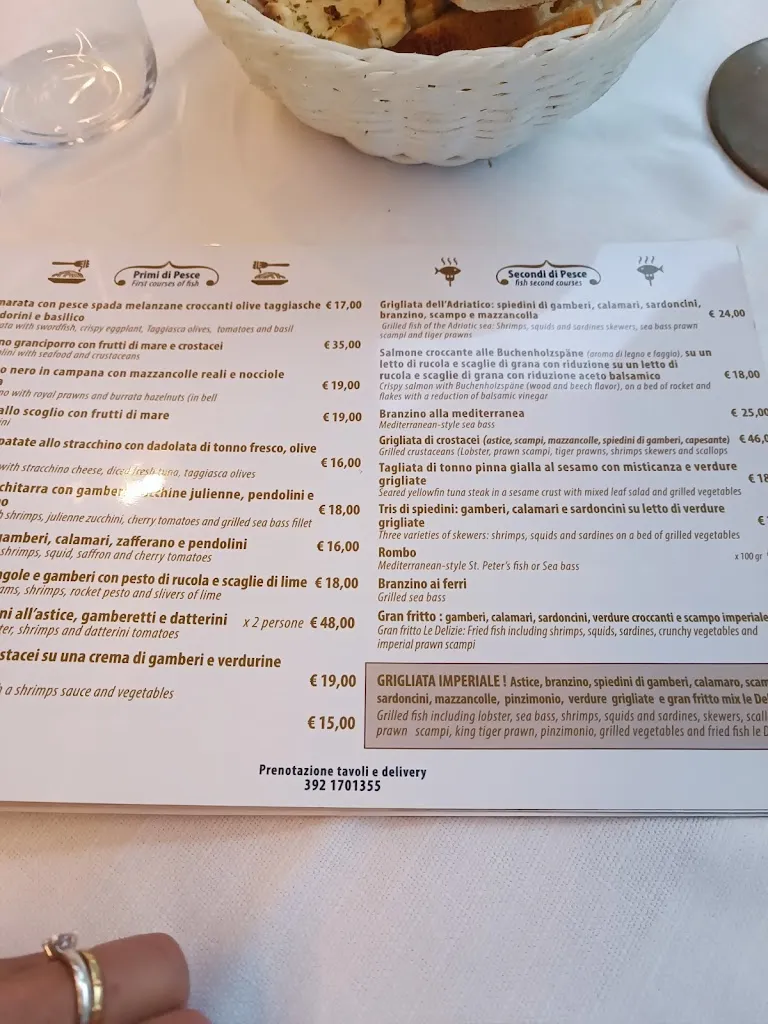 Primi di Pesce
First courses of fish
marata con pesce spada melanzane croccanti olive taggiasche € 17,00
dorini e basilico
ata with swordfish, crispy eggplant, Taggiasca olives, tomatoes and basil
no granciporro con frutti di mare e crostacei € 35,00
lini with seafood and crustaceans
o nero in campana con mazzancolle reali e nocciole
a € 19,00
no with royal prawns and burrata hazelnuts (in bell
allo scoglio con frutti di mare € 19,00
ini
patate allo stracchino con dadolata di tonno fresco, olive
€ 16,00
with stracchino cheese, diced fresh tuna, taggiasca olives
chitarra con gamberi, zucchine julienne, pendolini e
no € 18,00
h shrimps, julienne zucchini, cherry tomatoes and grilled sea bass fillet
gamberi, calamari, zafferano e pendolini € 16,00
shrimps, squid, saffron and cherry tomatoes
ngole e gamberi con pesto di rucola e scaglie di lime € 18,00
ams, shrimps, rocket pesto and slivers of lime
ni all'astice, gamberetti e datterini x 2 persone € 48,00
ter, shrimps and datterini tomatoes
stacei su una crema di gamberi e verdurine
€ 19,00
h a shrimps sauce and vegetables
€ 15,00
Secondi di Pesce
fish second courses
Grigliata dell'Adriatico: spiedini di gamberi, calamari, sardoncini,
branzino, scampo e mazzancolla € 24,00
Grilled fish of the Adriatic sea: Shrimps, squids and sardines skewers, sea bass prawn
scampi and tiger prawns
Salmone croccante alle Buchenholzspäne (aroma di legno e faggio), su un
letto di rucola e scaglie di grana con riduzione su un letto di
rucola e scaglie di grana con riduzione aceto balsamico € 18,00
Crispy salmon with Buchenholzspäne (wood and beech flavor), on a bed of rocket and
flakes with a reduction of balsamic vinegar
Branzino alla mediterranea € 25,00
Mediterranean-style sea bass
Grigliata di crostacei (astice, scampi, mazzancolle, spiedini di gamberi, capesante) € 46,0
Grilled crustaceans (Lobster, prawn scampi, tiger prawns, shrimps skewers and scallops
Tagliata di tonno pinna gialla al sesamo con misticanza e verdure
grigliate € 18
Seared yellowfin tuna steak in a sesame crust with mixed leaf salad and grilled vegetables
Tris di spiedini: gamberi, calamari e sardoncini su letto di verdure
grigliate €
Three varieties of skewers: shrimps, squids and sardines on a bed of grilled vegetables
Rombo x 100 gr
Mediterranean-style St. Peter's fish or Sea bass
Branzino ai ferri
Grilled sea bass
Gran fritto : gamberi, calamari, sardoncini, verdure croccanti e scampo imperiale
Gran fritto Le Delizie: Fried fish including shrimps, squids, sardines, crunchy vegetables and
imperial prawn scampi
GRIGLIATA IMPERIALE ! Astice, branzino, spiedini di gamberi, calamaro, scam
sardoncini, mazzancolle, pinzimonio, verdure grigliate e gran fritto mix le De
Grilled fish including lobster, sea bass, shrimps, squids and sardines, skewers, scall
prawn scampi, king tiger prawn, pinzimonio, grilled vegetables and fried fish le D
Prenotazione tavoli e delivery
392 1701355